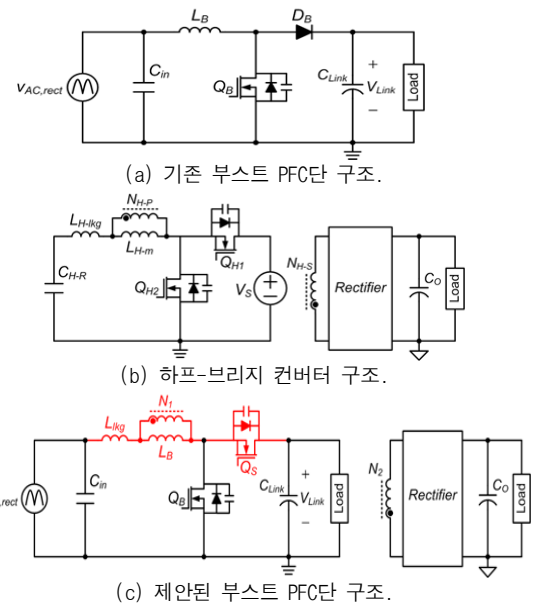 L_B D_B
v_AC,rect C_in Q_B C_Link + V_Link − Load
(a) 기존 부스트 PFC단 구조.
N_H-P
L_H-lkg L_H-m Q_H1
C_H-R Q_H2 V_S + − N_H-S Rectifier C_O Load
(b) 하프-브리지 컨버터 구조.
N_1
L_lkg L_B Q_S
,rect C_in Q_B C_Link + V_Link − Load N_2 Rectifier C_O Load
(c) 제안된 부스트 PFC단 구조.